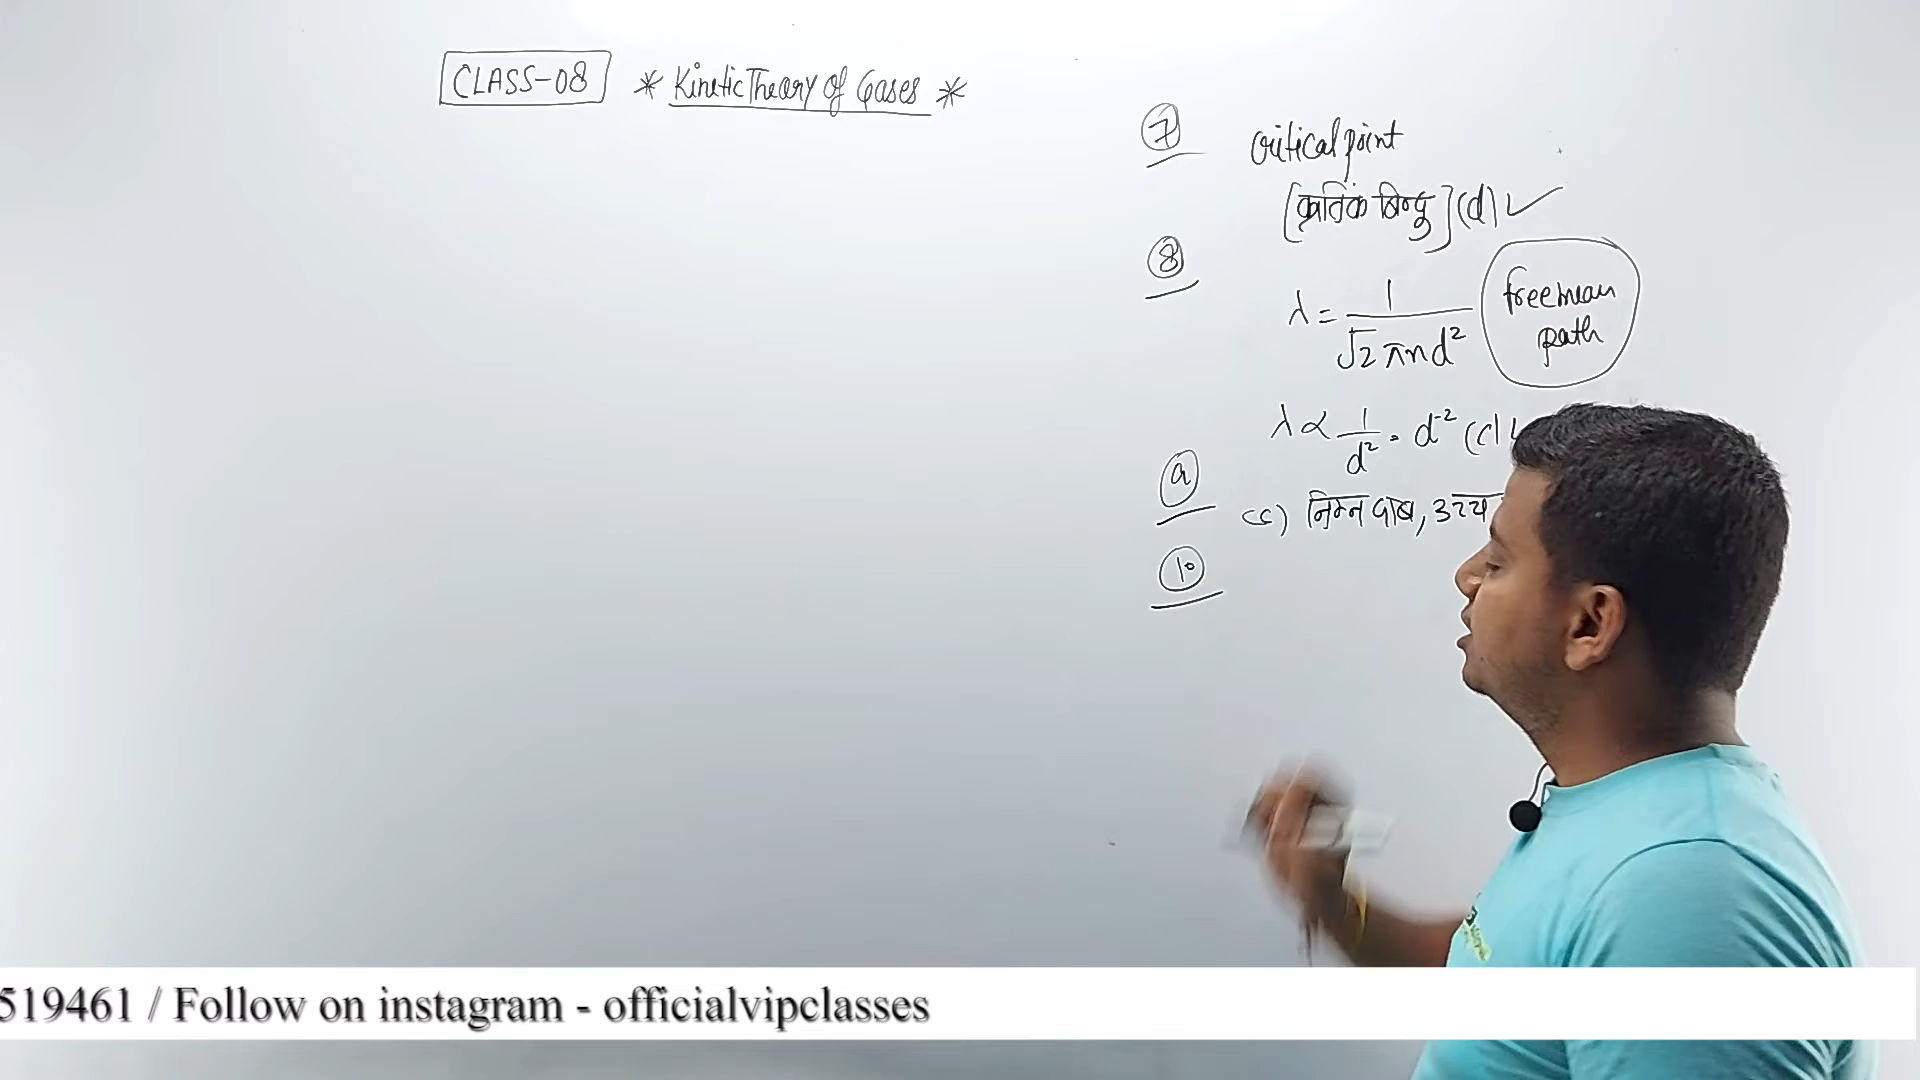 CLASS-08 * Kinetic Theory of Gases *
7 critical point
[क्रांतिक बिन्दु] (d) ✓
8
λ = 1/√2 πnd² free mean path
λ ∝ 1/d² = d⁻² (c)
9 (c) निम्न दाब, उच्च
10
519461 / Follow on instagram - officialvipclasses